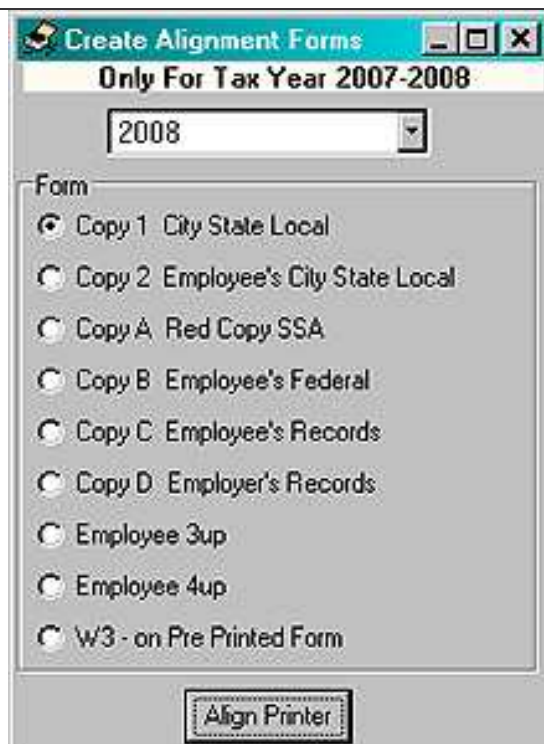 Create Alignment Forms
Only For Tax Year 2007-2008
2008
Form
Copy 1 City State Local
Copy 2 Employee's City State Local
Copy A Red Copy SSA
Copy B Employee's Federal
Copy C Employee's Records
Copy D Employer's Records
Employee 3up
Employee 4up
W3 - on Pre Printed Form
Align Printer